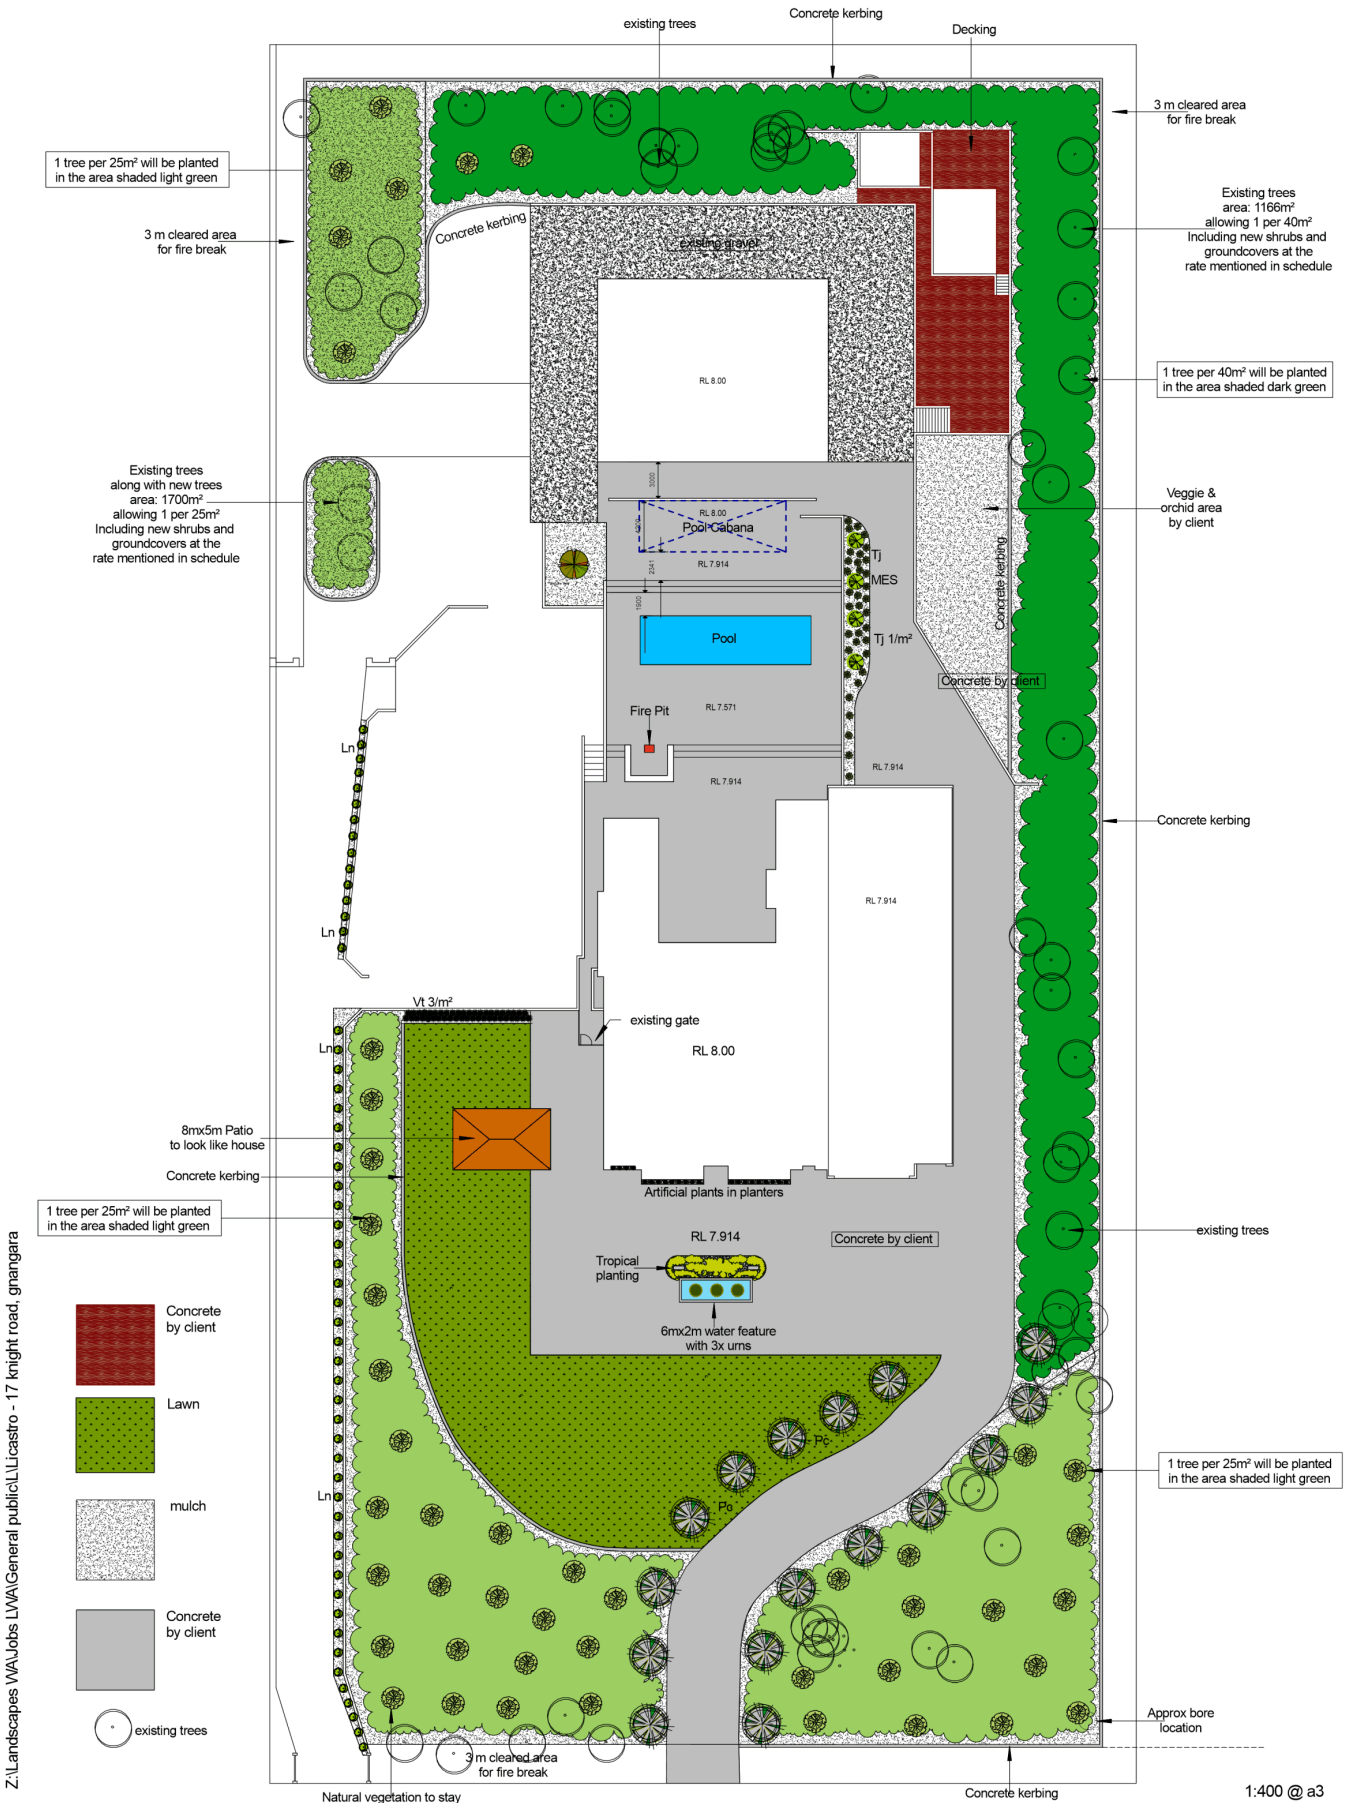 Concrete kerbing
existing trees
Decking
3 m cleared area
for fire break
1 tree per 25m² will be planted
in the area shaded light green
Existing trees
area: 1166m²
allowing 1 per 40m²
Including new shrubs and
groundcovers at the
rate mentioned in schedule
3 m cleared area
for fire break
Concrete kerbing
existing gravel
RL 8.00
1 tree per 40m² will be planted
in the area shaded dark green
Existing trees
along with new trees
area: 1700m²
allowing 1 per 25m²
Including new shrubs and
groundcovers at the
rate mentioned in schedule
3000
RL 8.00
Pool Cabana
RL 7.914
2341
1900
Veggie &
orchid area
by client
Concrete kerbing
Tj
MES
Tj 1/m²
Pool
Concrete by client
RL 7.571
Fire Pit
Ln
RL 7.914
RL 7.914
Concrete kerbing
RL 7.914
Ln
Vt 3/m²
existing gate
Ln
RL 8.00
8mx5m Patio
to look like house
Concrete kerbing
Artificial plants in planters
1 tree per 25m² will be planted
in the area shaded light green
RL 7.914
Concrete by client
existing trees
Tropical
planting
6mx2m water feature
with 3x urns
Concrete
by client
Lawn
Pc
Ln
Pc
1 tree per 25m² will be planted
in the area shaded light green
mulch
Concrete
by client
existing trees
Approx bore
location
3 m cleared area
for fire break
Natural vegetation to stay
Concrete kerbing
1:400 @ a3
Z:\Landscapes WA\Jobs LWA\General public\L\Licastro - 17 knight road, gnangara